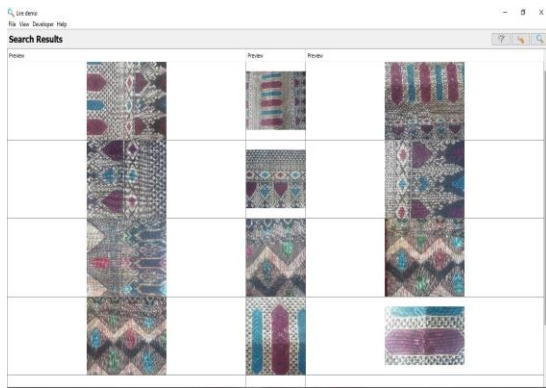 Lire demo
File View Developer Help
Search Results
Preview Preview Preview